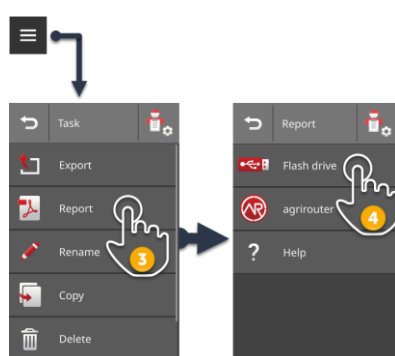 Task
Export
Report
3
Rename
Copy
Delete
Report
Flash drive
agrirouter
4
Help